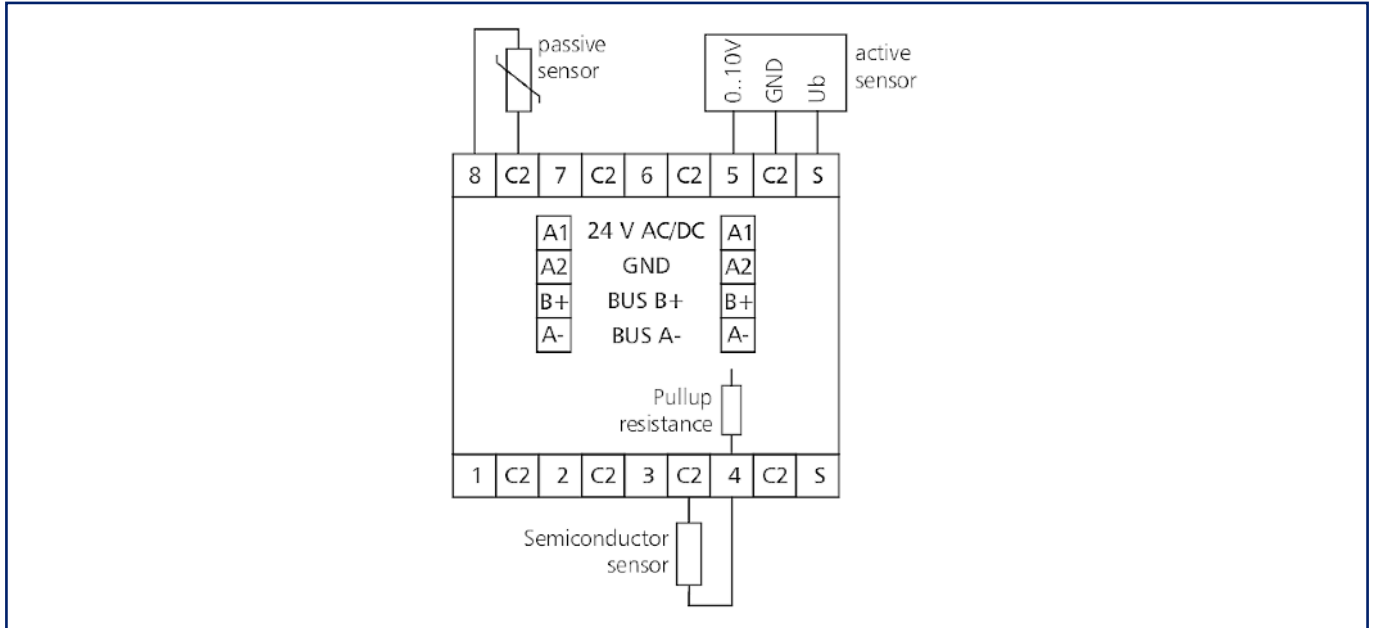 passive
sensor
0..10V
GND
Ub
active
sensor
8 C2 7 C2 6 C2 5 C2 S
A1 24 V AC/DC A1
A2 GND A2
B+ BUS B+ B+
A- BUS A- A-
Pullup
resistance
1 C2 2 C2 3 C2 4 C2 S
Semiconductor
sensor